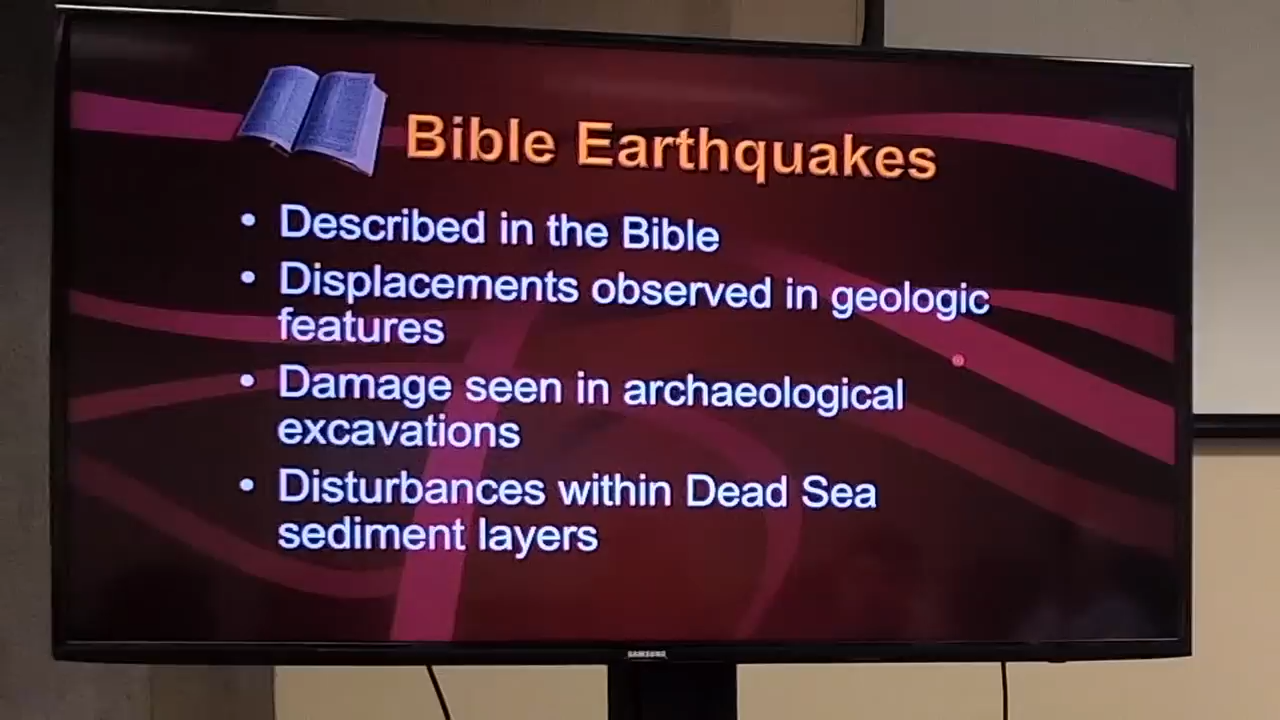 Bible Earthquakes
• Described in the Bible
• Displacements observed in geologic
features
• Damage seen in archaeological
excavations
• Disturbances within Dead Sea
sediment layers
SAMSUNG